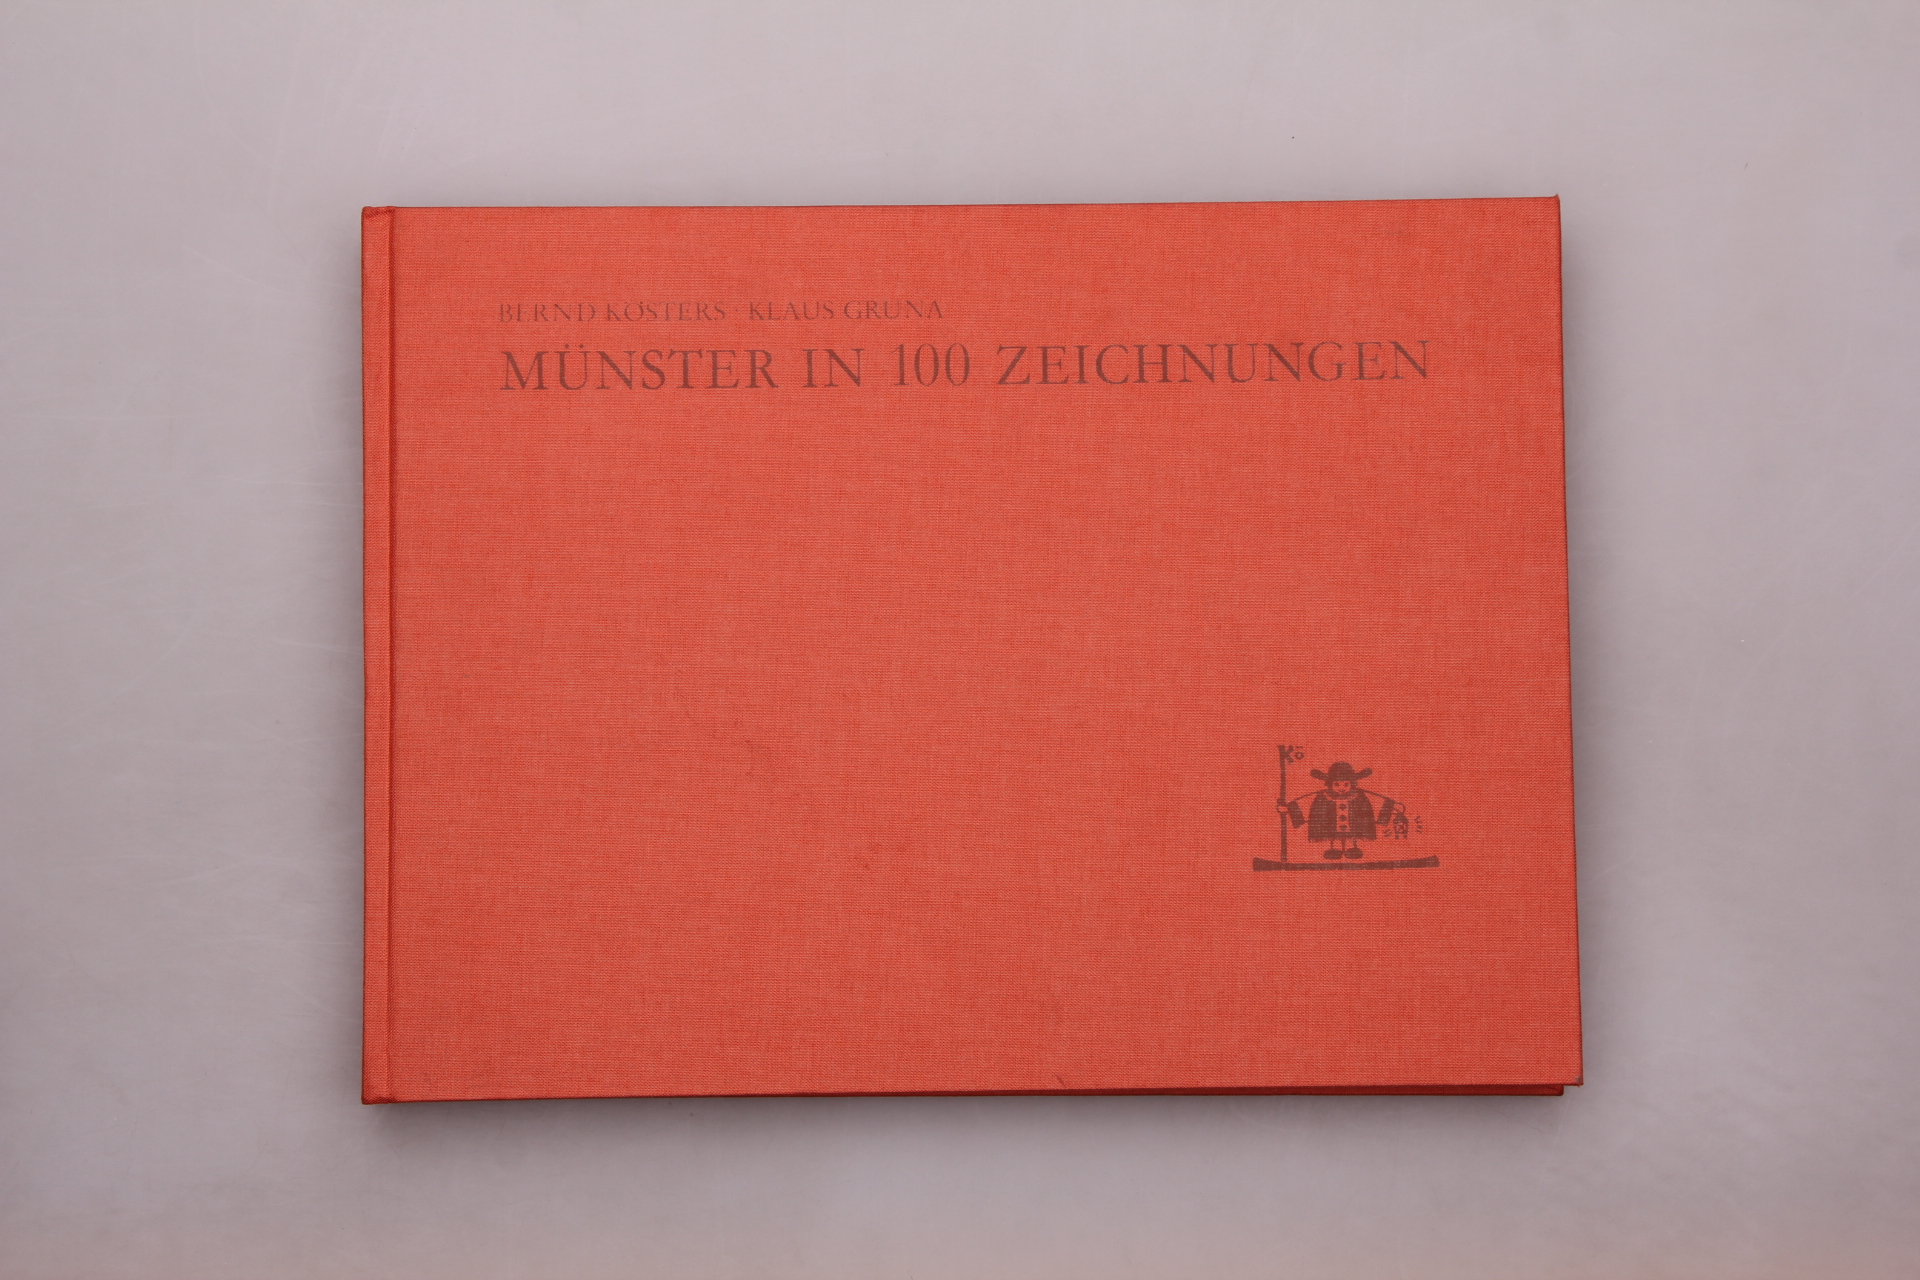 BERND KÖSTERS · KLAUS GRUNA
MÜNSTER IN 100 ZEICHNUNGEN
Kö